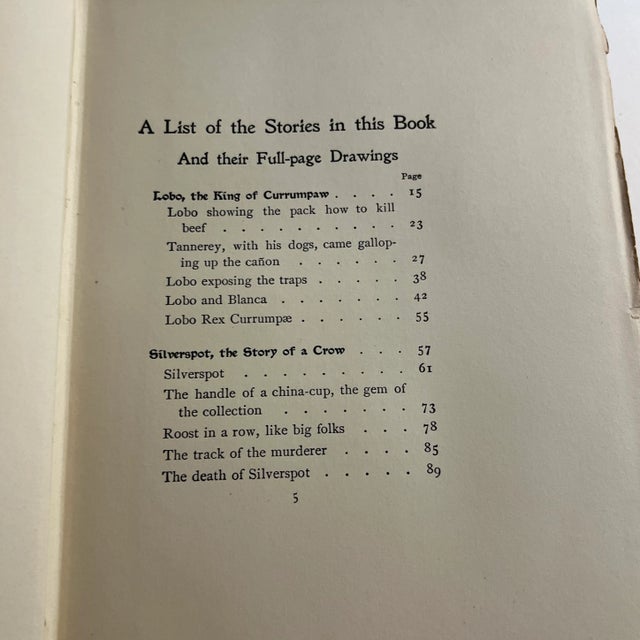 A List of the Stories in this Book
And their Full-page Drawings
Page
Lobo, the King of Currumpaw . . . . 15
Lobo showing the pack how to kill
beef . . . . . . . . . . 23
Tannerey, with his dogs, came gallop-
ing up the cañon . . . . . . 27
Lobo exposing the traps . . . . . 38
Lobo and Blanca . . . . . . . 42
Lobo Rex Currumpæ . . . . . . 55
Silverspot, the Story of a Crow . . . 57
Silverspot . . . . . . . . . 61
The handle of a china-cup, the gem of
the collection . . . . . . . 73
Roost in a row, like big folks . . . 78
The track of the murderer . . . . 85
The death of Silverspot . . . . . 89
5